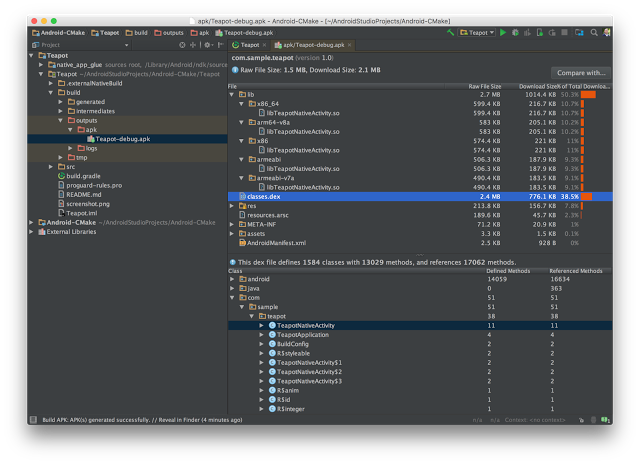 apk/Teapot-debug.apk - Android-CMake - [~/AndroidStudioProjects/Android-CMake]
Android-CMake Teapot build outputs apk Teapot-debug.apk Teapot
Project
Teapot
native_app_glue sources root, /Library/Android/ndk/source
Teapot ~/AndroidStudioProjects/Android-CMake/Teapot
.externalNativeBuild
build
generated
intermediates
outputs
apk
Teapot-debug.apk
logs
tmp
src
build.gradle
proguard-rules.pro
README.md
screenshot.png
Teapot.iml
Android-CMake ~/AndroidStudioProjects/Android-CMake
External Libraries
Teapot apk/Teapot-debug.apk
com.sample.teapot (version 1.0)
Raw File Size: 1.5 MB, Download Size: 2.1 MB
Compare with...
File Raw File Size Download Size % of Total Downloa...
lib 2.7 MB 1014.4 KB 50.3%
x86_64 599.4 KB 216.7 KB 10.7%
libTeapotNativeActivity.so 599.4 KB 216.7 KB 10.7%
arm64-v8a 583 KB 205.1 KB 10.2%
libTeapotNativeActivity.so 583 KB 205.1 KB 10.2%
x86 574.4 KB 221 KB 11%
libTeapotNativeActivity.so 574.4 KB 221 KB 11%
armeabi 506.3 KB 187.9 KB 9.3%
libTeapotNativeActivity.so 506.3 KB 187.9 KB 9.3%
armeabi-v7a 490.4 KB 183.5 KB 9.1%
libTeapotNativeActivity.so 490.4 KB 183.5 KB 9.1%
classes.dex 2.4 MB 776.1 KB 38.5%
res 213.8 KB 156.7 KB 7.8%
resources.arsc 189.6 KB 45.7 KB 2.3%
META-INF 71.2 KB 20.9 KB 1%
assets 3.3 KB 1.5 KB 0.1%
AndroidManifest.xml 2.5 KB 928 B 0%
This dex file defines 1584 classes with 13029 methods, and references 17062 methods.
Class Defined Methods Referenced Methods
android 14059 16634
java 0 363
com 51 51
sample 51 51
teapot 38 38
TeapotNativeActivity 11 11
TeapotApplication 4 4
BuildConfig 2 2
R$styleable 2 2
TeapotNativeActivity$1 2 2
TeapotNativeActivity$2 2 2
TeapotNativeActivity$3 2 2
R$anim 1 1
R$id 1 1
R$integer 1 1
Build APK: APK(s) generated successfully. // Reveal in Finder (4 minutes ago) n/a n/a Context: <no context>